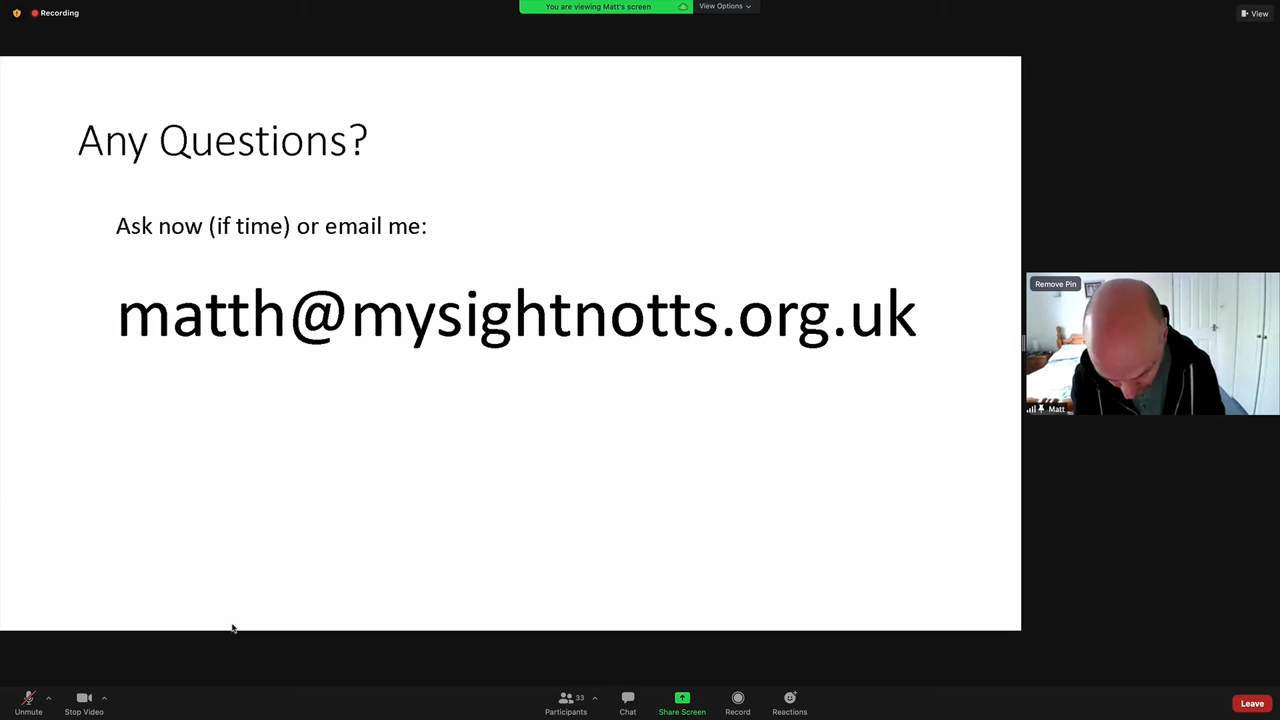 Recording
You are viewing Matt's screen
View Options
View
Any Questions?
Ask now (if time) or email me:
matth@mysightnotts.org.uk
Remove Pin
Matt
Unmute
Stop Video
33
Participants
Chat
Share Screen
Record
Reactions
Leave